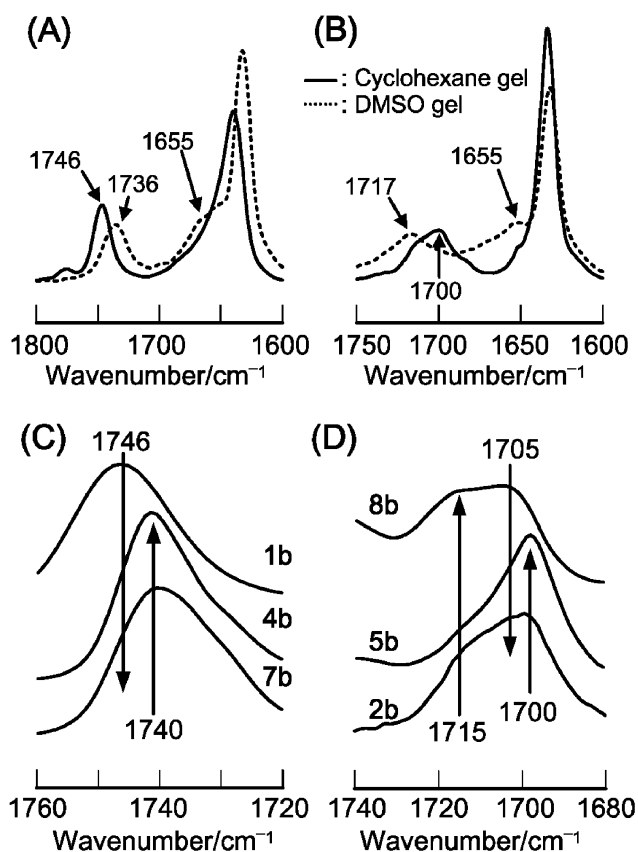 (A)
1746
1736
1655
1800
1700
1600
Wavenumber/cm⁻¹
(B)
: Cyclohexane gel
: DMSO gel
1717
1655
1700
1750
1700
1650
1600
Wavenumber/cm⁻¹
(C)
1746
1b
4b
7b
1740
1760
1740
1720
Wavenumber/cm⁻¹
(D)
1705
8b
5b
2b
1715
1700
1740
1720
1700
1680
Wavenumber/cm⁻¹